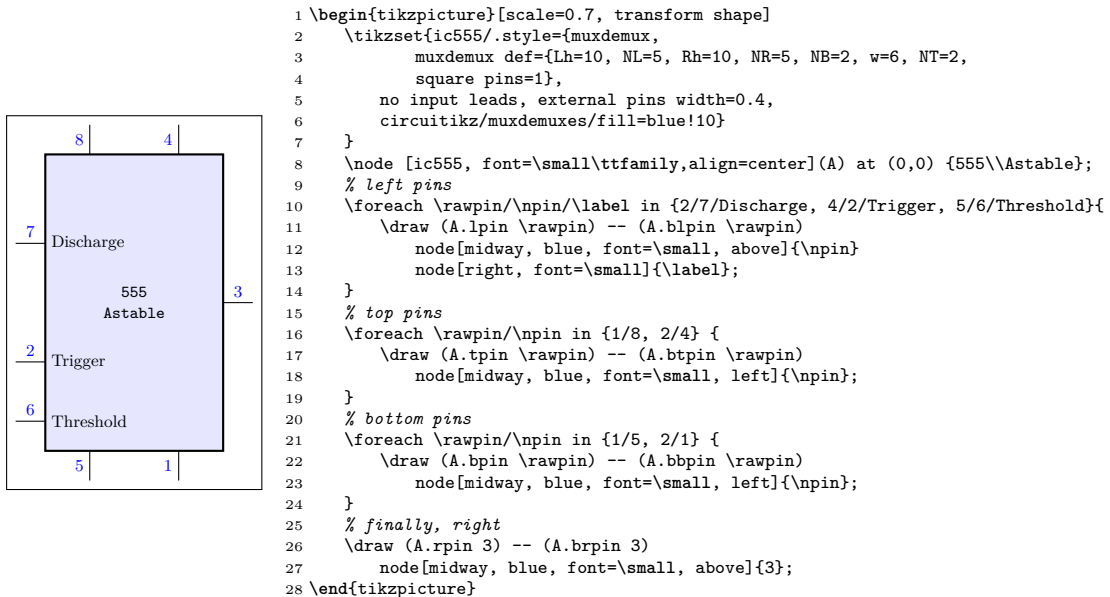 8 4
7 Discharge
555
Astable
3
2 Trigger
6 Threshold
5 1
1 \begin{tikzpicture}[scale=0.7, transform shape]
2 \tikzset{ic555/.style={muxdemux,
3 muxdemux def={Lh=10, NL=5, Rh=10, NR=5, NB=2, w=6, NT=2,
4 square pins=1},
5 no input leads, external pins width=0.4,
6 circuitikz/muxdemuxes/fill=blue!10}
7 }
8 \node [ic555, font=\small\ttfamily,align=center](A) at (0,0) {555\\Astable};
9 % left pins
10 \foreach \rawpin/\npin/\label in {2/7/Discharge, 4/2/Trigger, 5/6/Threshold}{
11 \draw (A.lpin \rawpin) -- (A.blpin \rawpin)
12 node[midway, blue, font=\small, above]{\npin}
13 node[right, font=\small]{\label};
14 }
15 % top pins
16 \foreach \rawpin/\npin in {1/8, 2/4} {
17 \draw (A.tpin \rawpin) -- (A.btpin \rawpin)
18 node[midway, blue, font=\small, left]{\npin};
19 }
20 % bottom pins
21 \foreach \rawpin/\npin in {1/5, 2/1} {
22 \draw (A.bpin \rawpin) -- (A.bbpin \rawpin)
23 node[midway, blue, font=\small, left]{\npin};
24 }
25 % finally, right
26 \draw (A.rpin 3) -- (A.brpin 3)
27 node[midway, blue, font=\small, above]{3};
28 \end{tikzpicture}